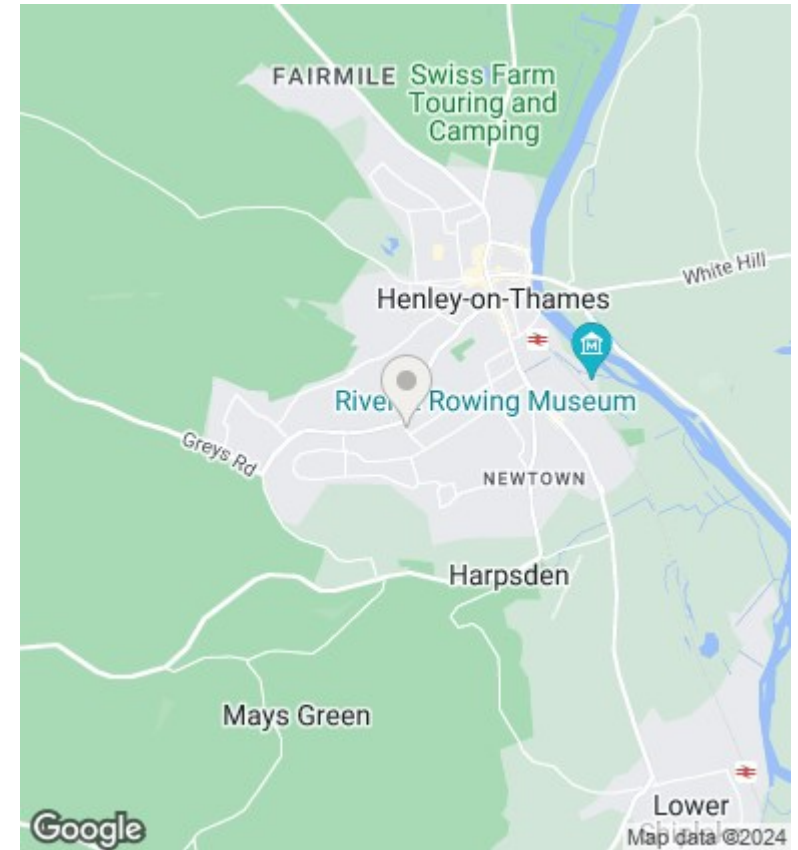 FAIRMILE
Swiss Farm
Touring and
Camping
White Hill
Henley-on-Thames
River & Rowing Museum
Greys Rd
NEWTOWN
Harpsden
Mays Green
Lower
Google
Map data ©2024